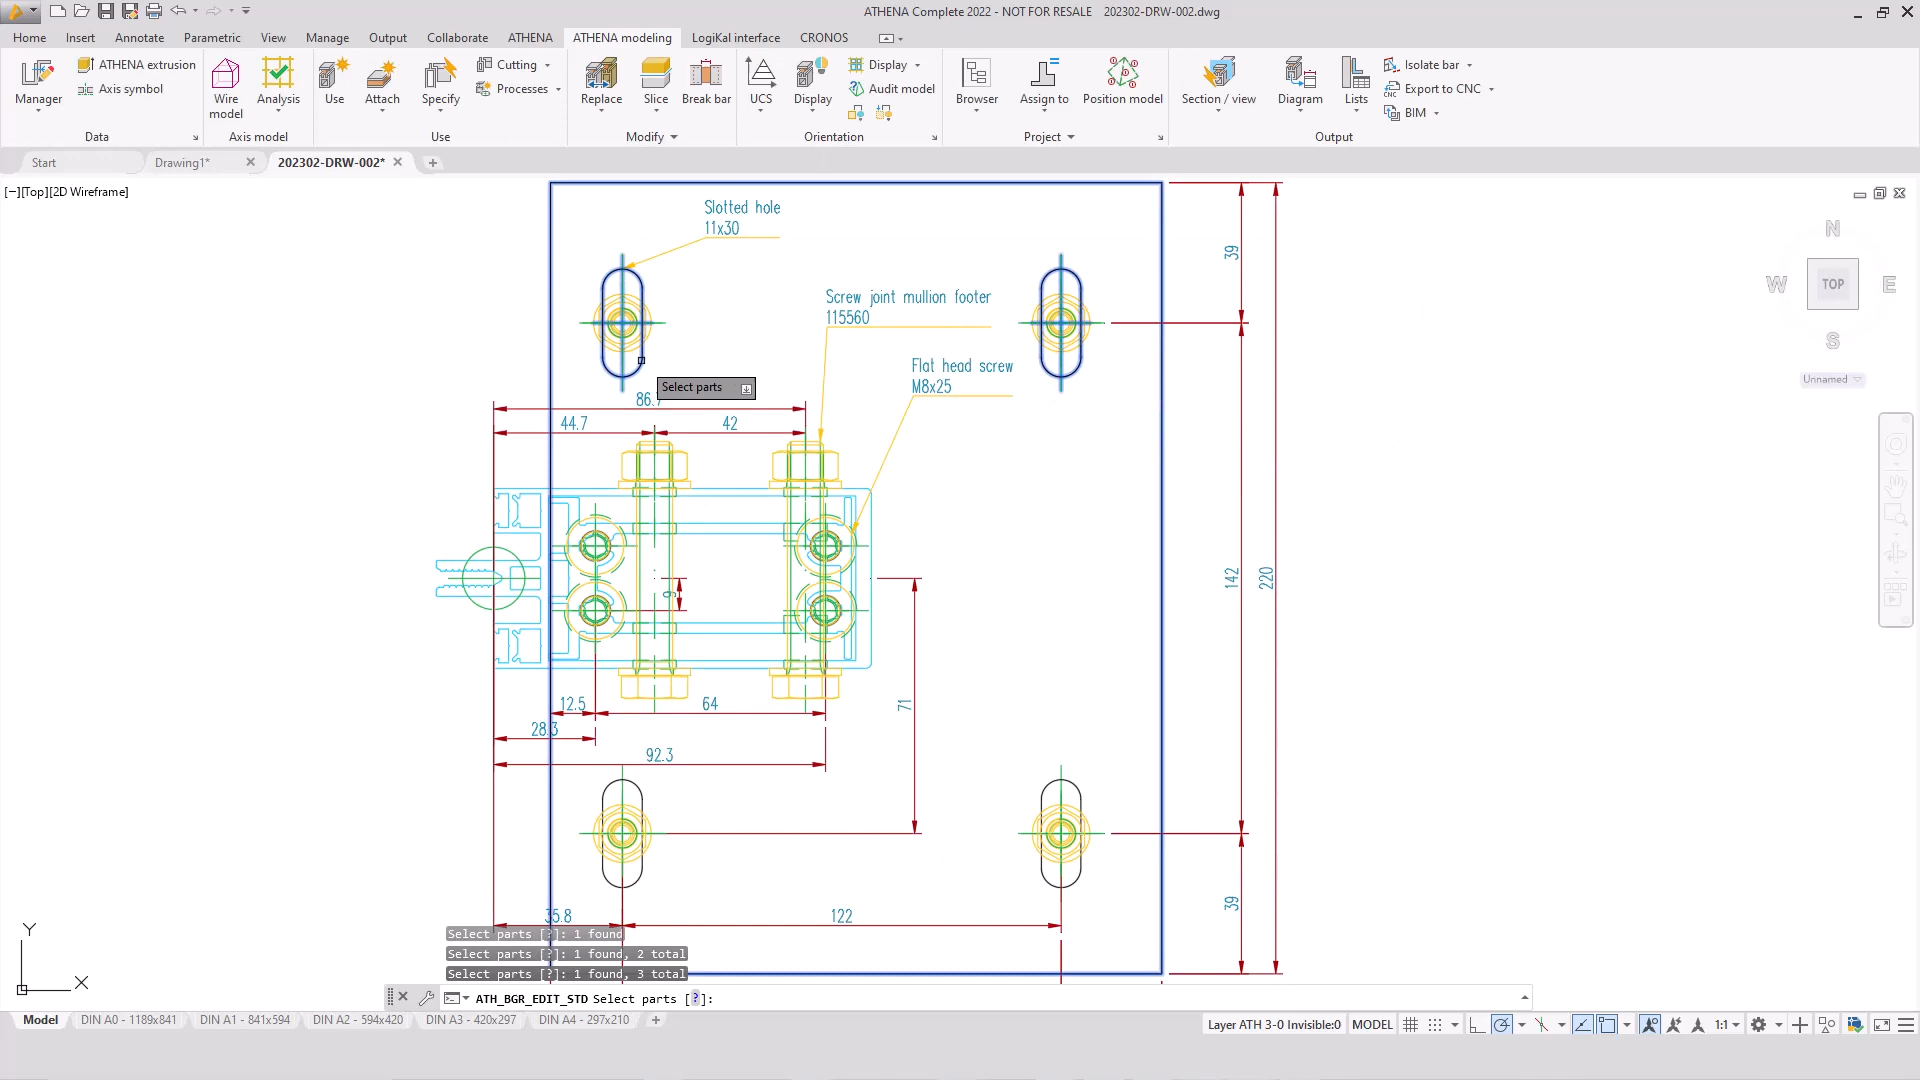 ATHENA Complete 2022 - NOT FOR RESALE 202302-DRW-002.dwg
Home Insert Annotate Parametric View Manage Output Collaborate ATHENA ATHENA modeling LogiKal interface CRONOS
Manager
ATHENA extrusion
Axis symbol
Data
Wire model
Analysis
Axis model
Use
Attach
Specify
Cutting
Processes
Use
Replace
Slice
Break bar
Modify
UCS
Display
Display
Audit model
Orientation
Browser
Assign to
Position model
Project
Section / view
Diagram
Lists
Isolate bar
Export to CNC
BIM
Output
Start Drawing1* 202302-DRW-002*
[−][Top][2D Wireframe]
N
W TOP E
S
Unnamed
Slotted hole
11x30
Screw joint mullion footer
115560
Flat head screw
M8x25
39
Select parts
44.7
42
9
142
220
12.5
64
71
28.3
92.3
35.8
122
39
Y
X
Select parts [?]: 1 found
Select parts [?]: 1 found, 2 total
Select parts [?]: 1 found, 3 total
ATH_BGR_EDIT_STD Select parts [?]:
Model DIN A0 - 1189x841 DIN A1 - 841x594 DIN A2 - 594x420 DIN A3 - 420x297 DIN A4 - 297x210
Layer ATH 3-0 Invisible:0 MODEL 1:1